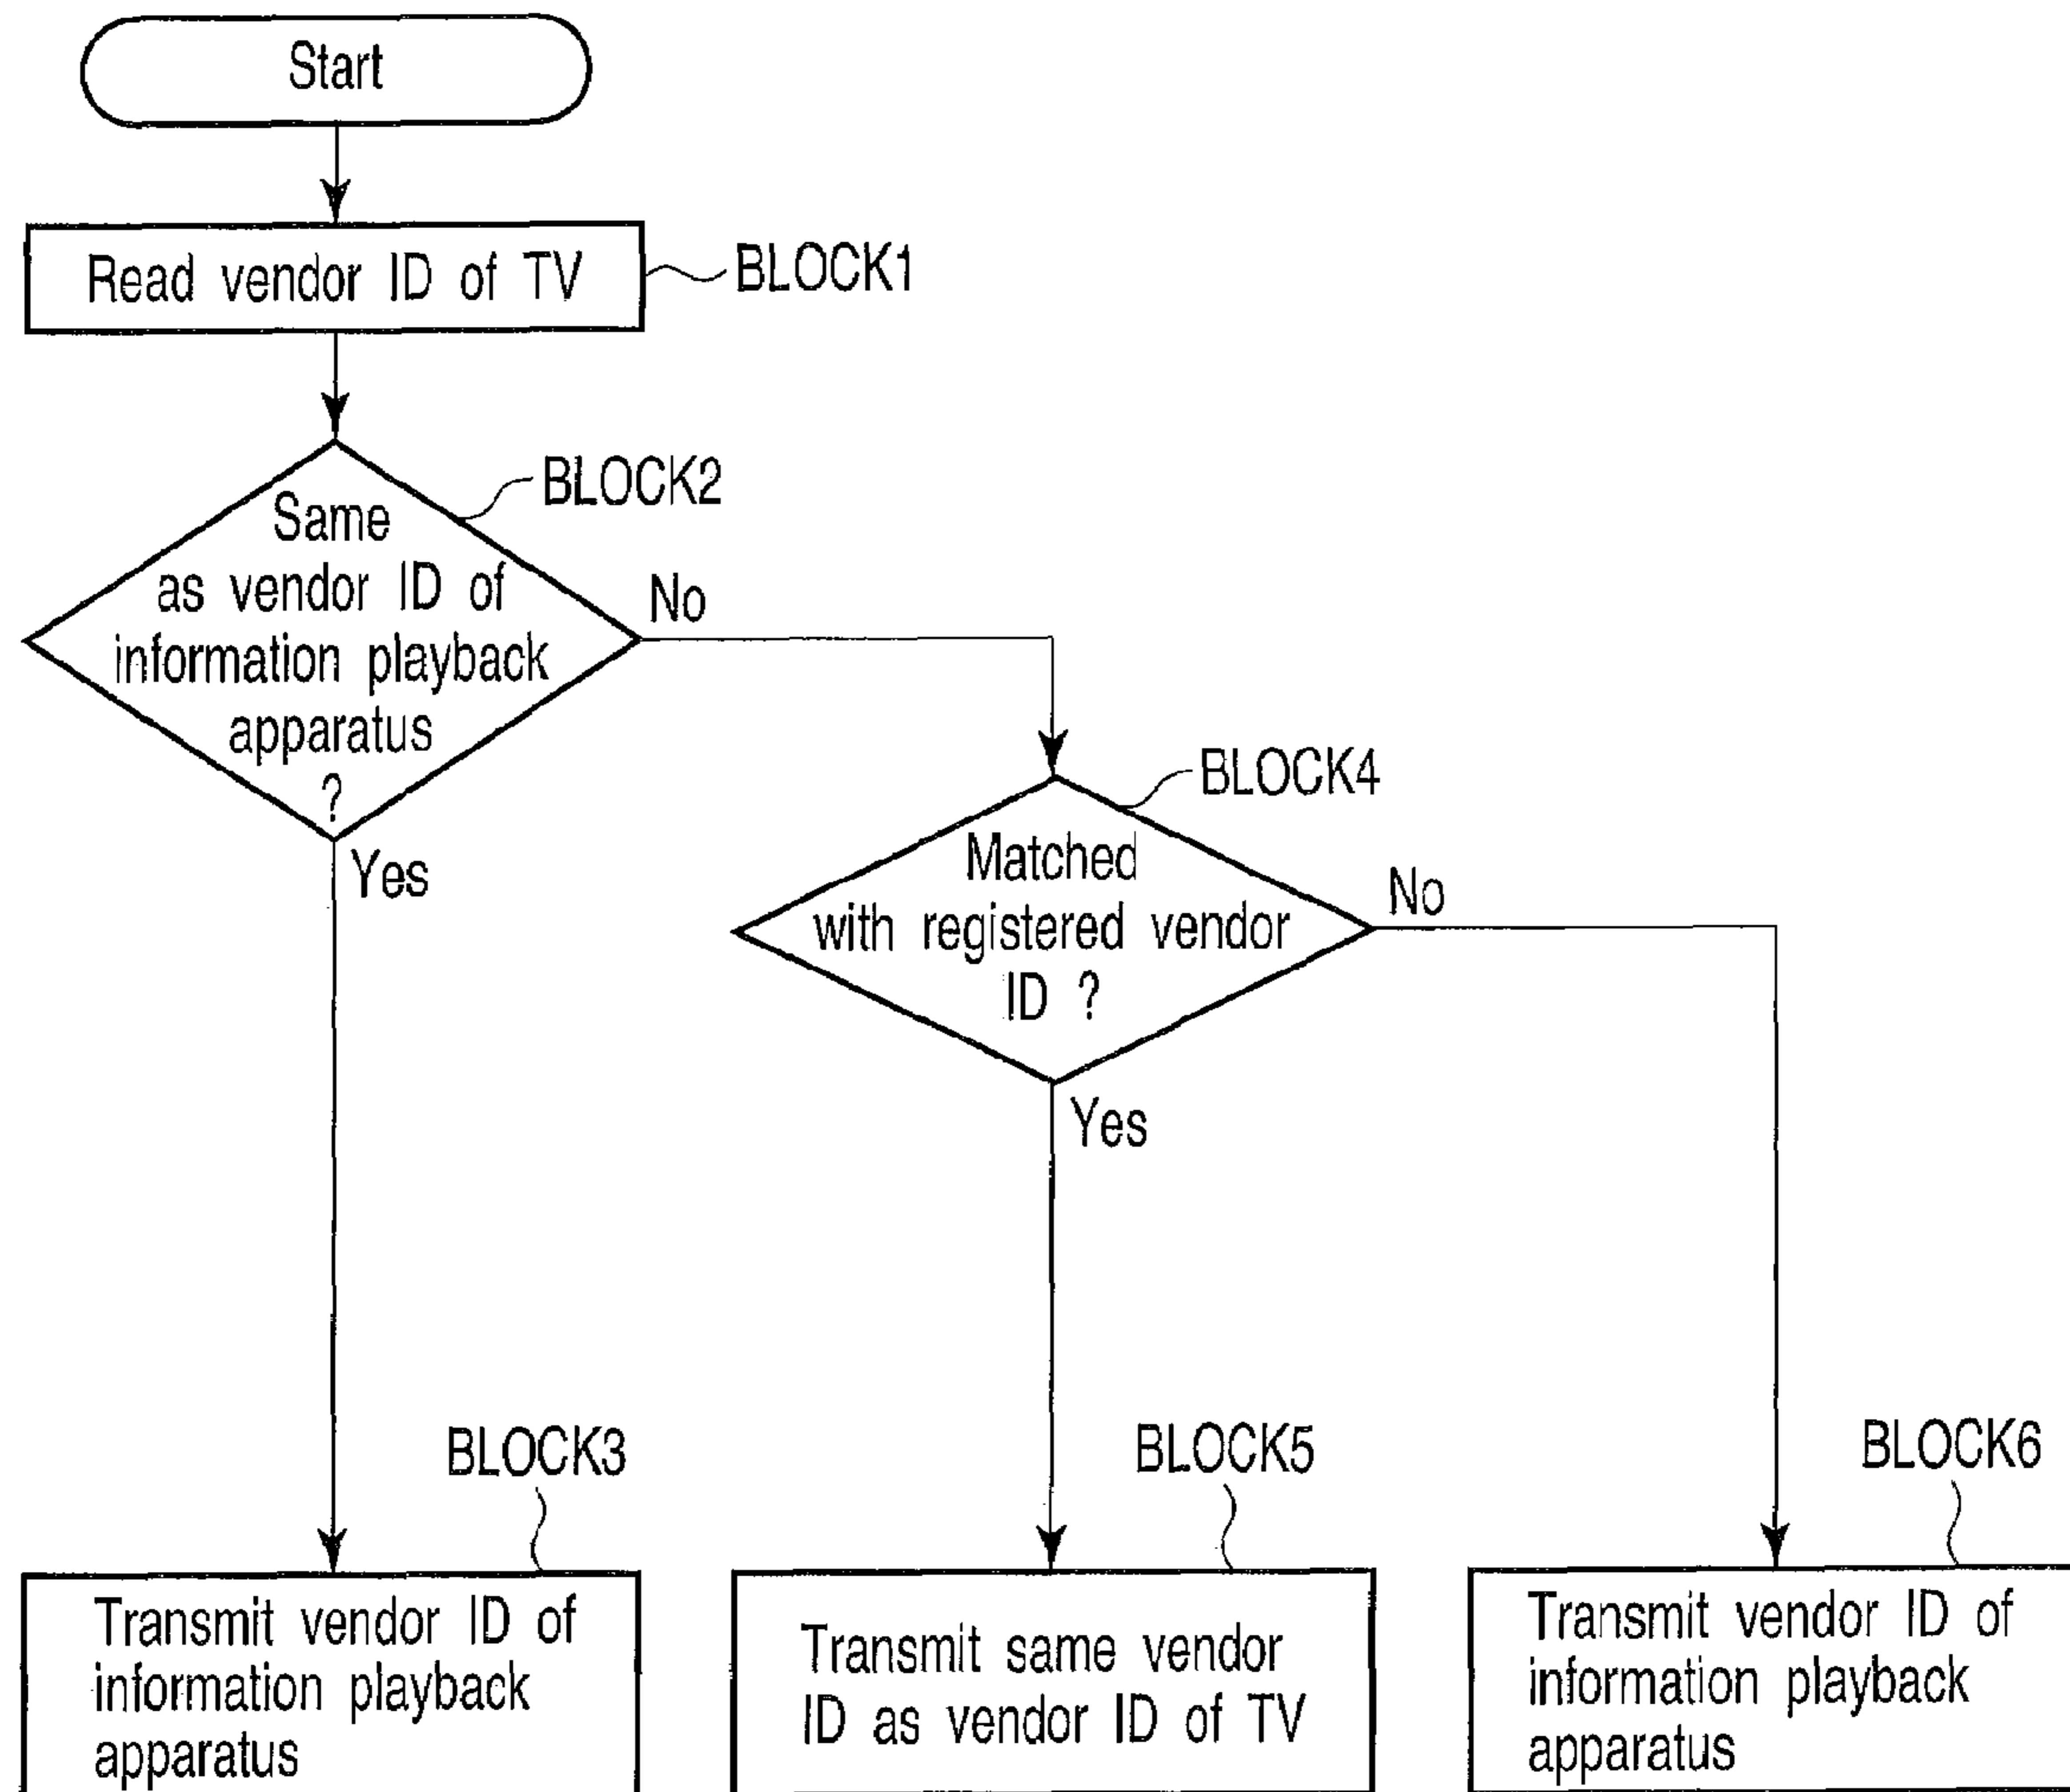 Start
Read vendor ID of TV
BLOCK1
BLOCK2
Same
as vendor ID of
information playback
apparatus
?
No
Yes
BLOCK4
Matched
with registered vendor
ID ?
No
Yes
BLOCK3
Transmit vendor ID of
information playback
apparatus
BLOCK5
Transmit same vendor
ID as vendor ID of TV
BLOCK6
Transmit vendor ID of
information playback
apparatus